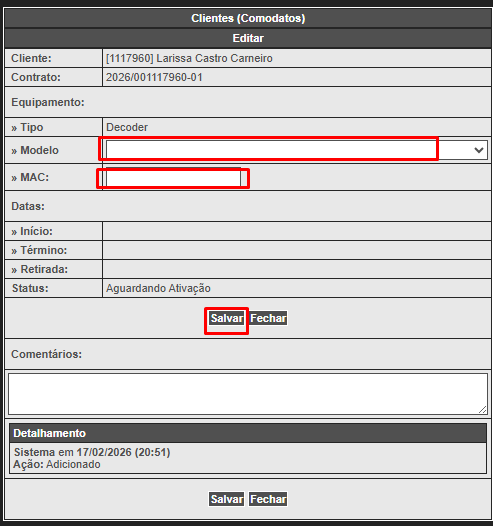 Clientes (Comodatos)
Editar
Cliente: [1117960] Larissa Castro Carneiro
Contrato: 2026/001117960-01
Equipamento:
» Tipo Decoder
» Modelo
» MAC:
Datas:
» Início:
» Término:
» Retirada:
Status: Aguardando Ativação
Salvar Fechar
Comentários:
Detalhamento
Sistema em 17/02/2026 (20:51)
Ação: Adicionado
Salvar Fechar